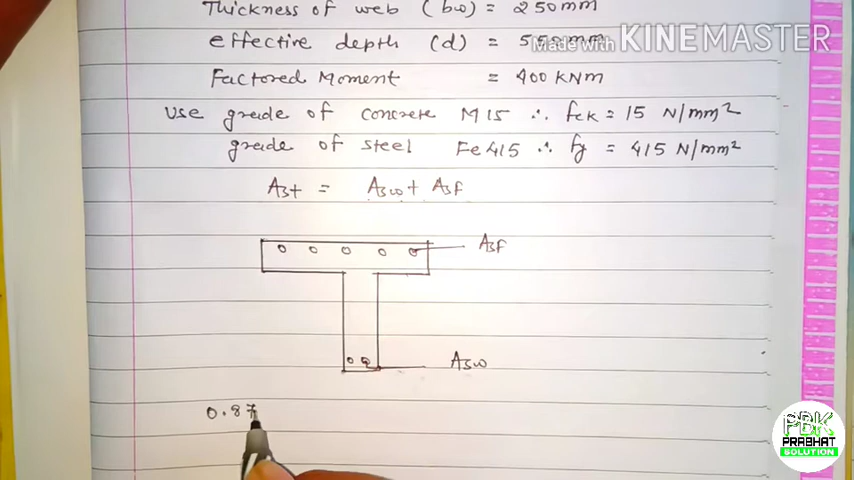 Thickness of web (bw) = 250mm
effective depth (d) = 550mm
Made with KINEMASTER
Factored Moment = 400 KNm
Use grade of concrete M15 ∴ fck = 15 N/mm²
grade of steel Fe415 ∴ fy = 415 N/mm²
Ast = Asw + Asf
Asf
Asw
0.87
PBK
PRABHAT
SOLUTION